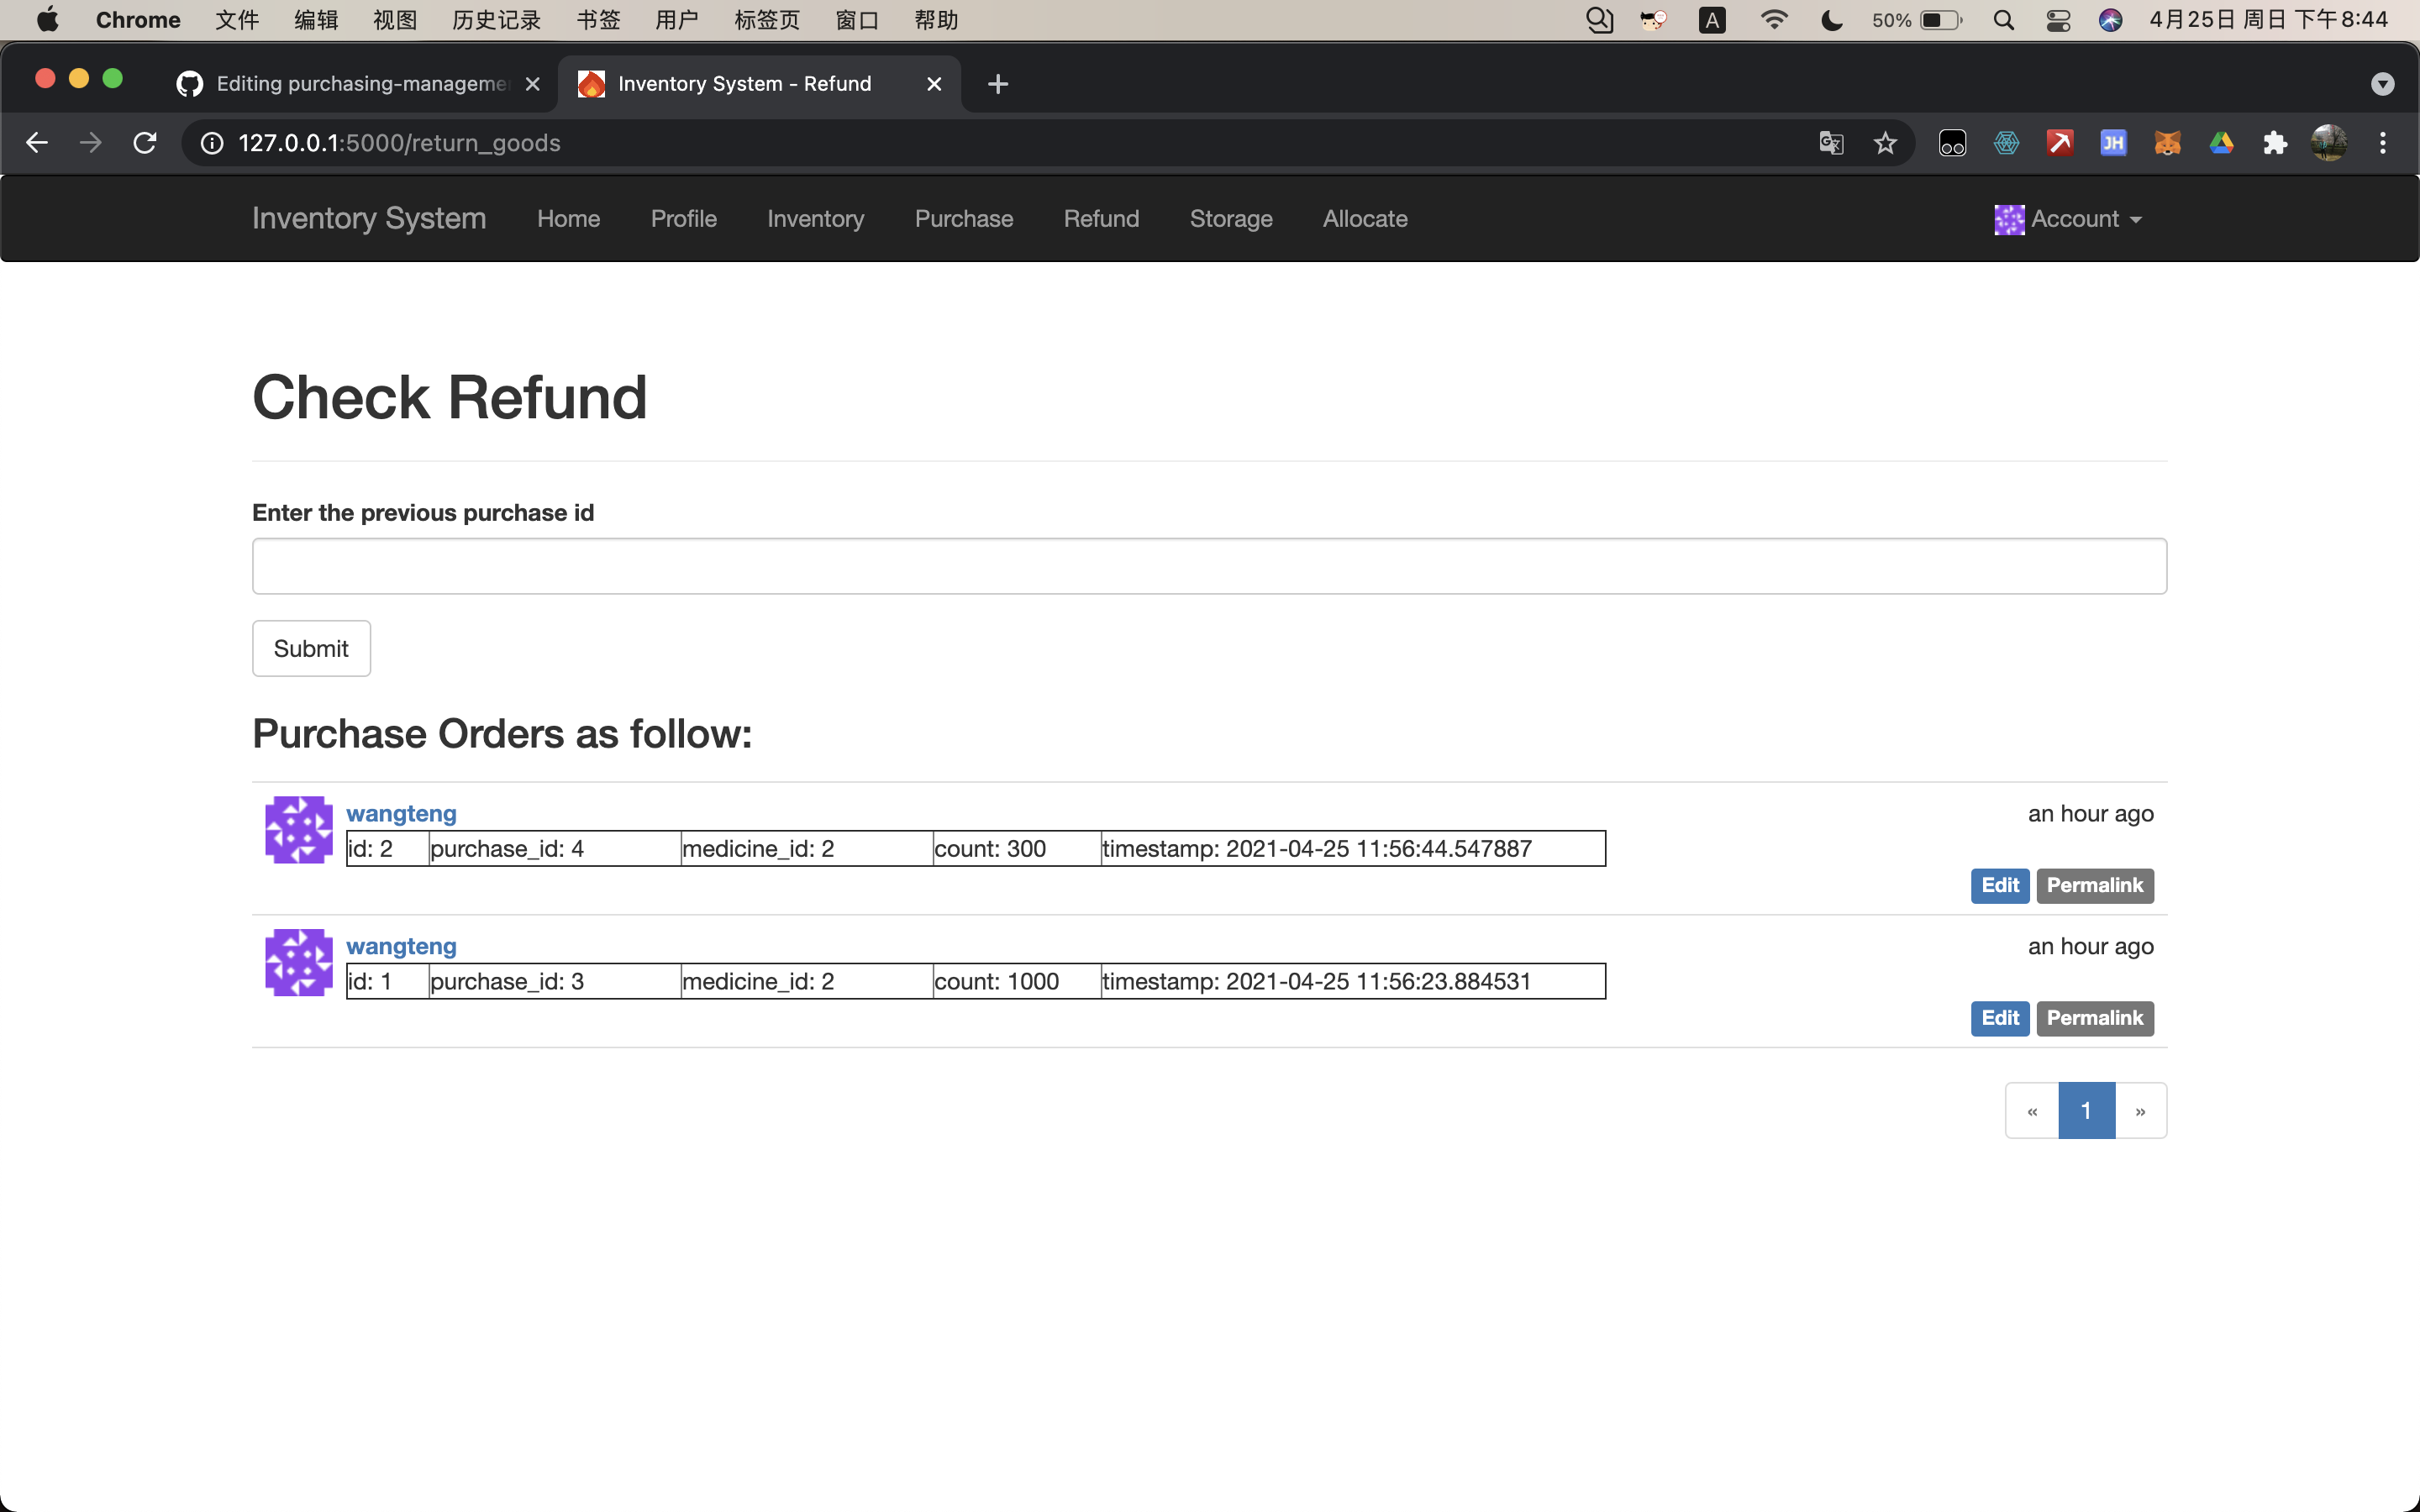 Chrome 文件 编辑 视图 历史记录 书签 用户 标签页 窗口 帮助 A 50% 4月25日 周日 下午8:44
Editing purchasing-manageme Inventory System - Refund
127.0.0.1:5000/return_goods JH
Inventory System Home Profile Inventory Purchase Refund Storage Allocate Account
Check Refund
Enter the previous purchase id
Submit
Purchase Orders as follow:
wangteng an hour ago
id: 2 purchase_id: 4 medicine_id: 2 count: 300 timestamp: 2021-04-25 11:56:44.547887
Edit Permalink
wangteng an hour ago
id: 1 purchase_id: 3 medicine_id: 2 count: 1000 timestamp: 2021-04-25 11:56:23.884531
Edit Permalink
« 1 »